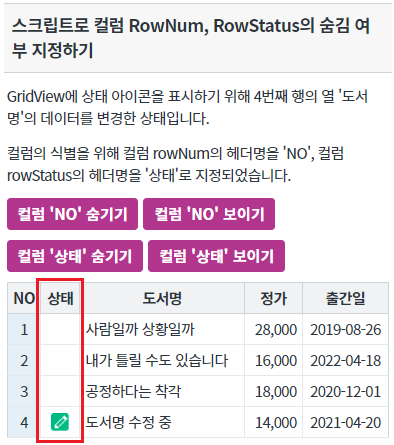 스크립트로 컬럼 RowNum, RowStatus의 숨김 여
부 지정하기
GridView에 상태 아이콘을 표시하기 위해 4번째 행의 열 '도서
명'의 데이터를 변경한 상태입니다.
컬럼의 식별을 위해 컬럼 rowNum의 헤더명을 'NO', 컬럼
rowStatus의 헤더명을 '상태'로 지정되었습니다.
컬럼 'NO' 숨기기 컬럼 'NO' 보이기
컬럼 '상태' 숨기기 컬럼 '상태' 보이기
NO 상태 도서명 정가 출간일
1 사람일까 상황일까 28,000 2019-08-26
2 내가 틀릴 수도 있습니다 16,000 2022-04-18
3 공정하다는 착각 18,000 2020-12-01
4 도서명 수정 중 14,000 2021-04-20